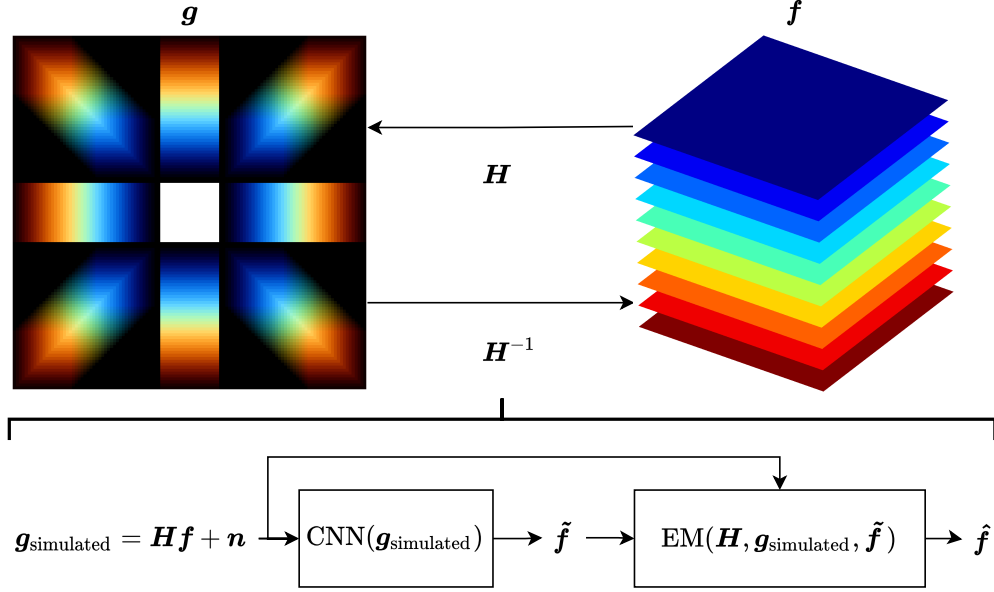 g f
H
H⁻¹
g_simulated = Hf + n CNN(g_simulated) f̃ EM(H, g_simulated, f̃) f̂